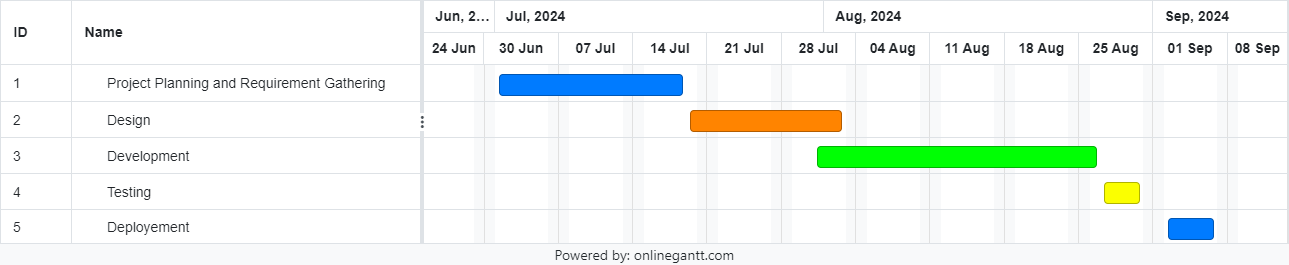 ID Name Jun, 2... Jul, 2024 Aug, 2024 Sep, 2024
24 Jun 30 Jun 07 Jul 14 Jul 21 Jul 28 Jul 04 Aug 11 Aug 18 Aug 25 Aug 01 Sep 08 Sep
1 Project Planning and Requirement Gathering
2 Design
3 Development
4 Testing
5 Deployement
Powered by: onlinegantt.com